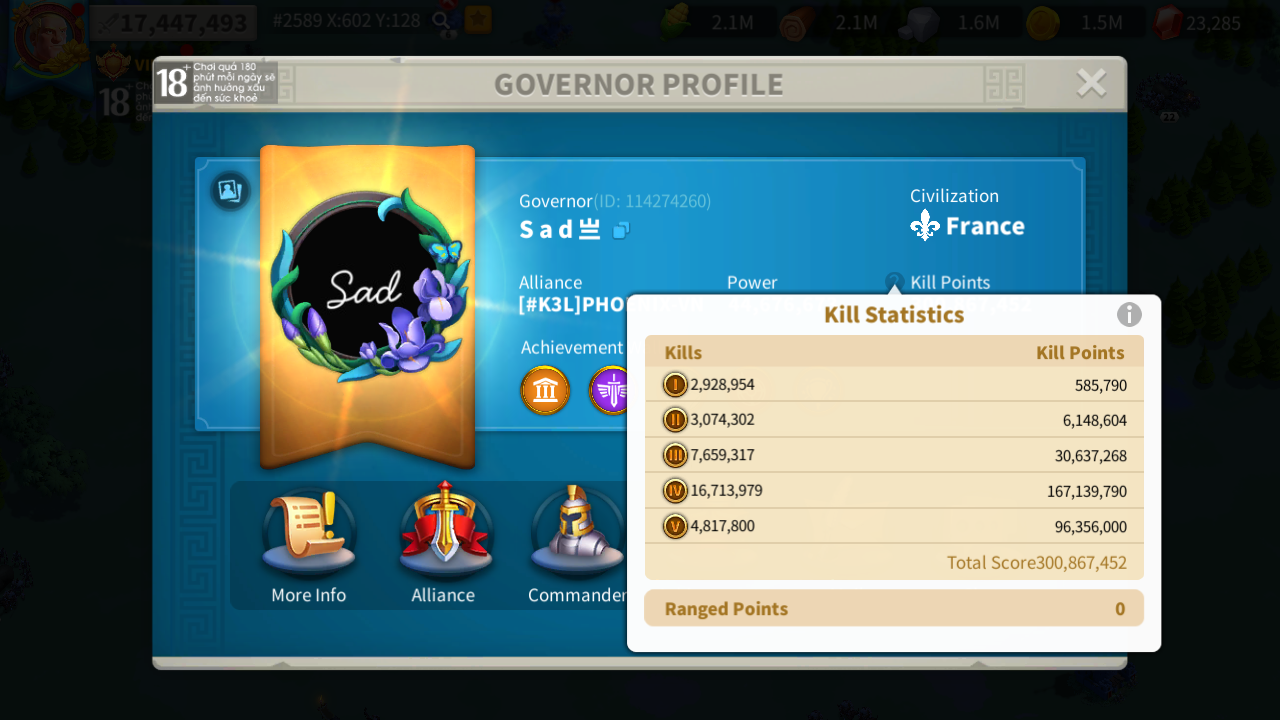 17,447,493
#2589 X:602 Y:128
2.1M
2.1M
1.6M
1.5M
23,285
18+
Chơi quá 180
phút mỗi ngày sẽ
ảnh hưởng xấu
đến sức khoẻ
GOVERNOR PROFILE
22
Governor(ID: 114274260)
S a d
Civilization
France
Sad
Alliance
Power
Kill Points
[#K3L]
Achievement
Kill Statistics
Kills
Kill Points
I 2,928,954
585,790
II 3,074,302
6,148,604
III 7,659,317
30,637,268
IV 16,713,979
167,139,790
V 4,817,800
96,356,000
Total Score300,867,452
Ranged Points
0
More Info
Alliance
Commander